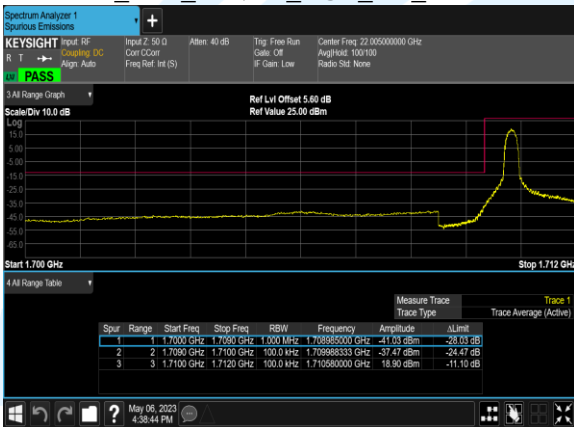 Spectrum Analyzer 1
Spurious Emissions
+
KEYSIGHT Input: RF Input Z: 50 Ω Atten: 40 dB Trig: Free Run Center Freq: 22.005000000 GHz
R T Coupling: DC Corr CCorr Gate: Off Avg|Hold: 100/100
Align: Auto Freq Ref: Int (S) IF Gain: Low Radio Std: None
PASS
3 All Range Graph
Ref Lvl Offset 5.60 dB
Scale/Div 10.0 dB Ref Value 25.00 dBm
Log
15.0
5.00
-5.00
-15.0
-25.0
-35.0
-45.0
-55.0
-65.0
Start 1.700 GHz Stop 1.712 GHz
4 All Range Table
Measure Trace Trace 1
Trace Type Trace Average (Active)
Spur Range Start Freq Stop Freq RBW Frequency Amplitude ΔLimit
1 1 1.7000 GHz 1.7090 GHz 1.000 MHz 1.708985000 GHz -41.03 dBm -28.03 dB
2 2 1.7090 GHz 1.7100 GHz 100.0 kHz 1.709988333 GHz -37.47 dBm -24.47 dB
3 3 1.7100 GHz 1.7120 GHz 100.0 kHz 1.710580000 GHz 18.90 dBm -11.10 dB
? May 06, 2023
4:38:44 PM